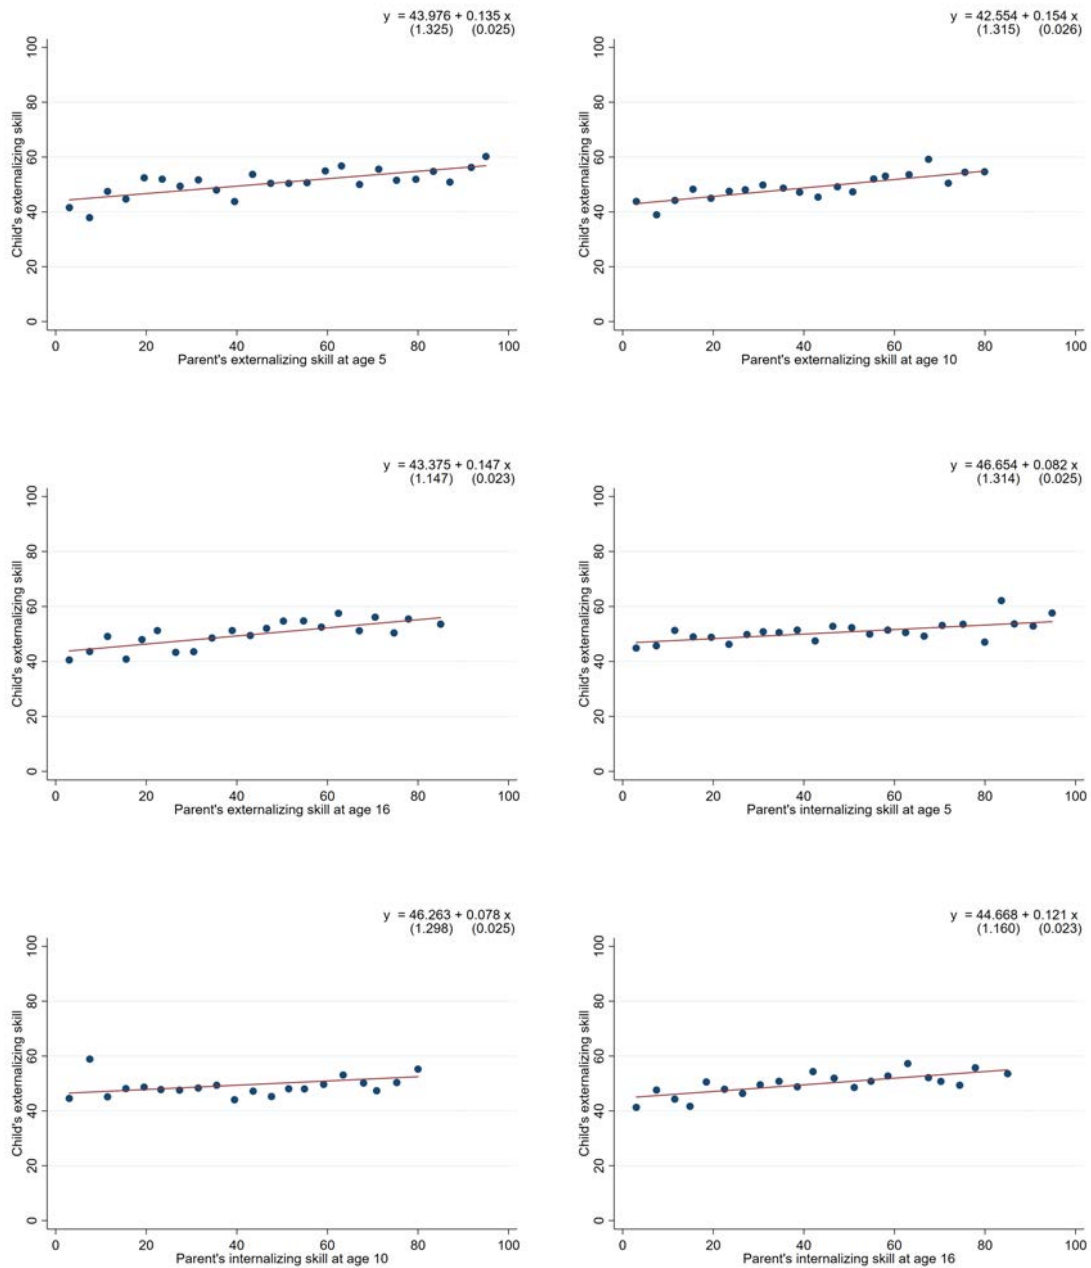 y = 43.976 + 0.135 x
(1.325) (0.025)
Child's externalizing skill
100
80
60
40
20
0
0 20 40 60 80 100
Parent's externalizing skill at age 5
y = 42.554 + 0.154 x
(1.315) (0.026)
Child's externalizing skill
100
80
60
40
20
0
0 20 40 60 80 100
Parent's externalizing skill at age 10
y = 43.375 + 0.147 x
(1.147) (0.023)
Child's externalizing skill
100
80
60
40
20
0
0 20 40 60 80 100
Parent's externalizing skill at age 16
y = 46.654 + 0.082 x
(1.314) (0.025)
Child's externalizing skill
100
80
60
40
20
0
0 20 40 60 80 100
Parent's internalizing skill at age 5
y = 46.263 + 0.078 x
(1.298) (0.025)
Child's externalizing skill
100
80
60
40
20
0
0 20 40 60 80 100
Parent's internalizing skill at age 10
y = 44.668 + 0.121 x
(1.160) (0.023)
Child's externalizing skill
100
80
60
40
20
0
0 20 40 60 80 100
Parent's internalizing skill at age 16